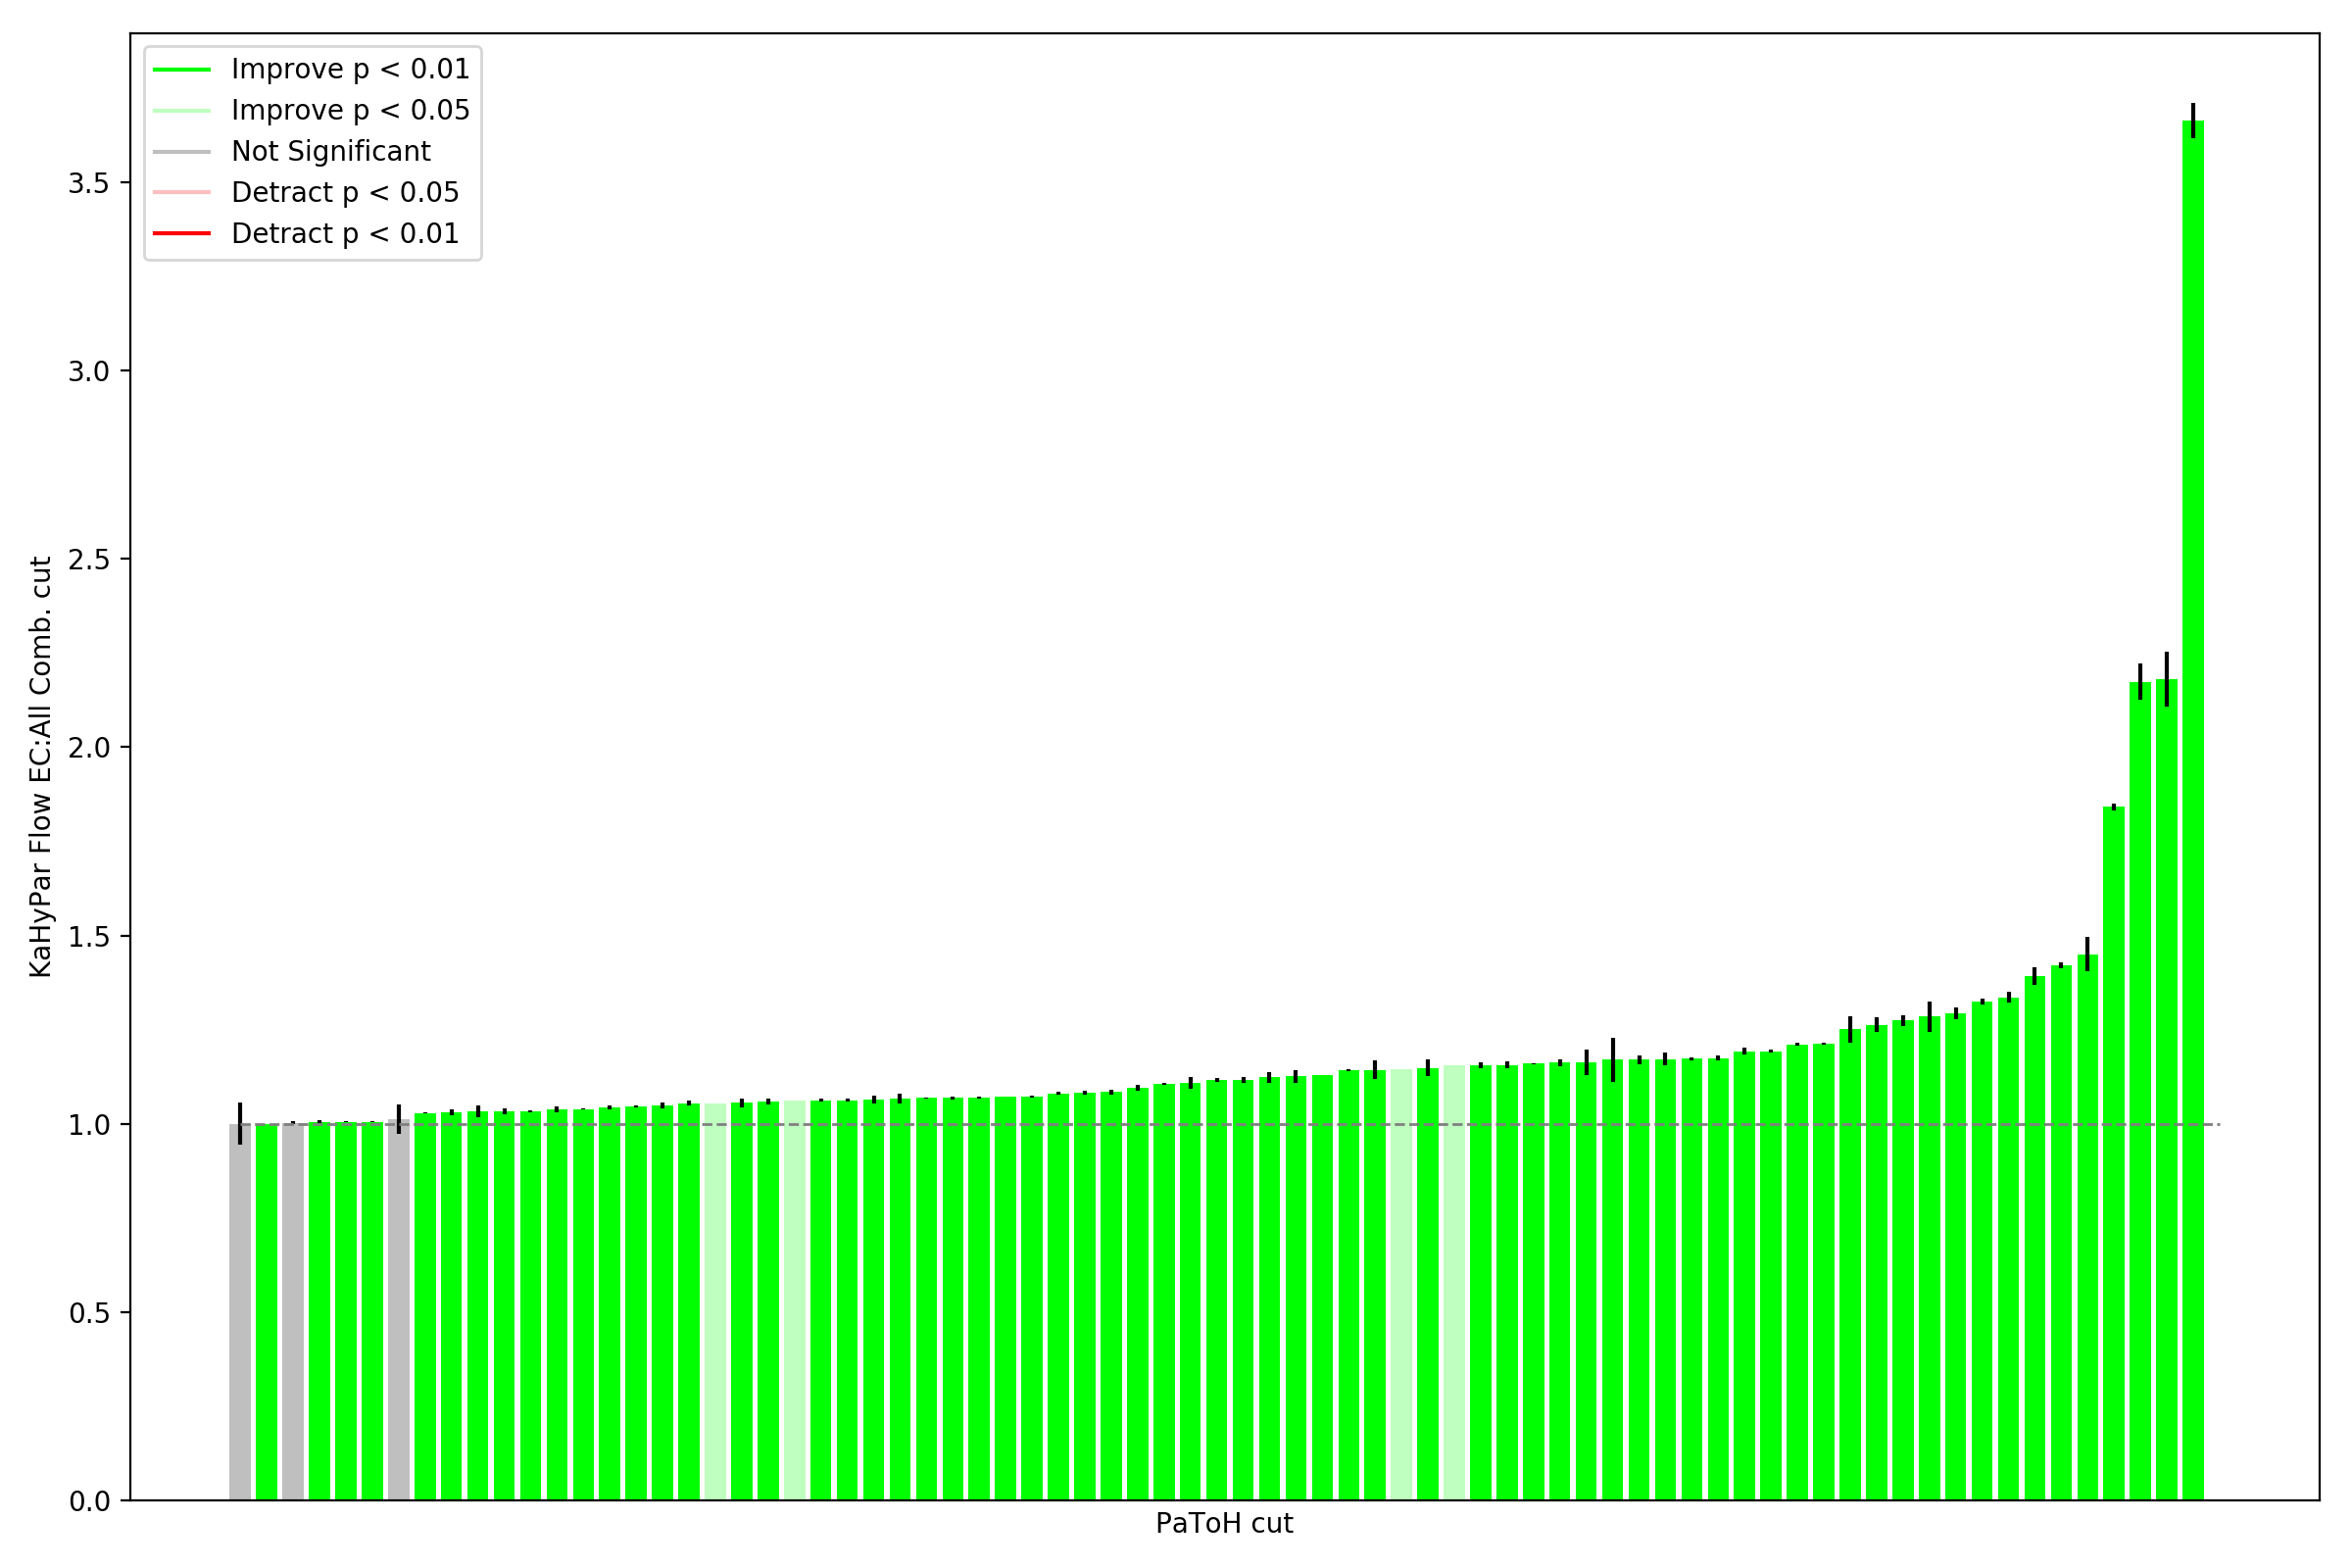 Improve p < 0.01
Improve p < 0.05
Not Significant
Detract p < 0.05
Detract p < 0.01
3.5
3.0
2.5
2.0
1.5
1.0
0.5
0.0
KaHyPar Flow EC:All Comb. cut
PaToH cut